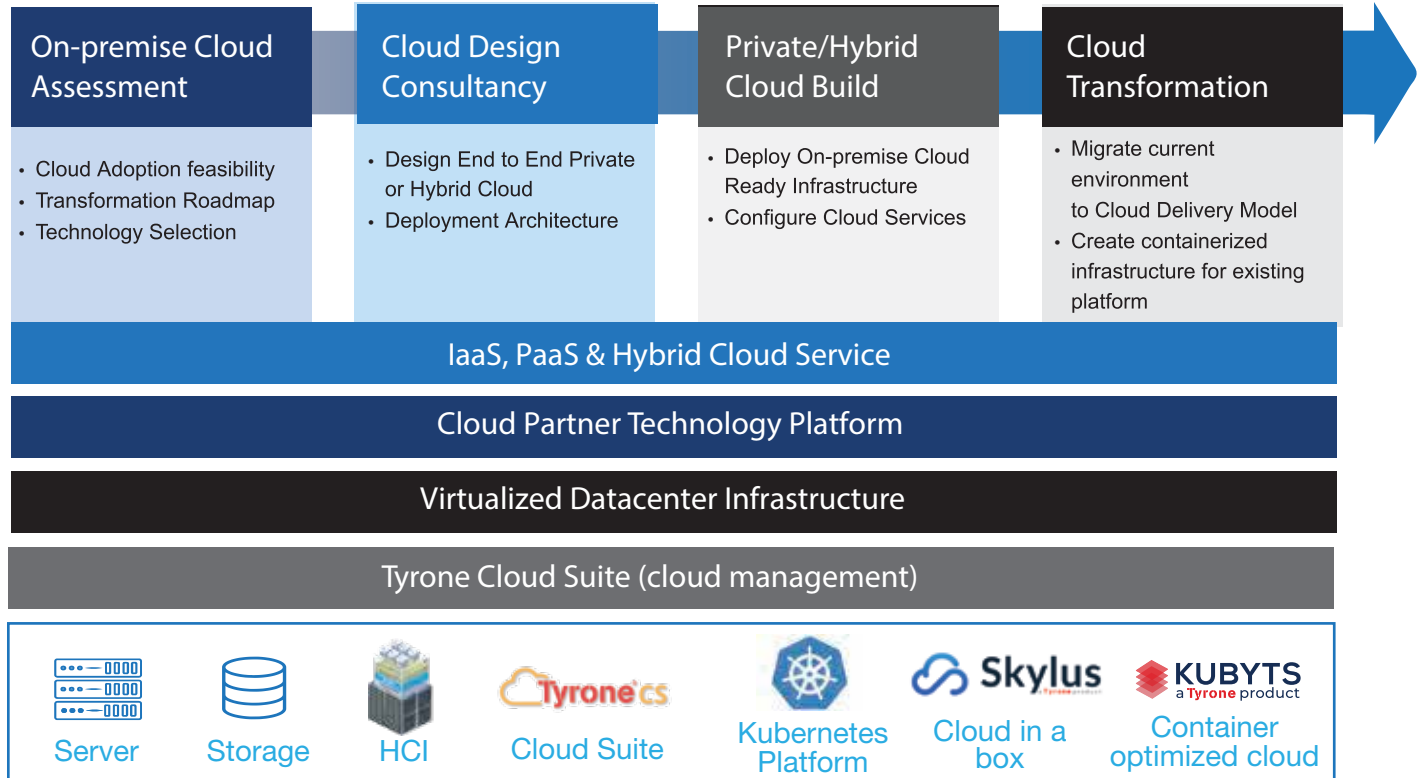 On-premise Cloud
Assessment
• Cloud Adoption feasibility
• Transformation Roadmap
• Technology Selection
Cloud Design
Consultancy
• Design End to End Private
or Hybrid Cloud
• Deployment Architecture
Private/Hybrid
Cloud Build
• Deploy On-premise Cloud
Ready Infrastructure
• Configure Cloud Services
Cloud
Transformation
• Migrate current
environment
to Cloud Delivery Model
• Create containerized
infrastructure for existing
platform
IaaS, PaaS & Hybrid Cloud Service
Cloud Partner Technology Platform
Virtualized Datacenter Infrastructure
Tyrone Cloud Suite (cloud management)
Server
Storage
HCI
Tyrone CS
Cloud Suite
Kubernetes
Platform
Skylus
a Tyrone product
Cloud in a
box
KUBYTS
a Tyrone product
Container
optimized cloud